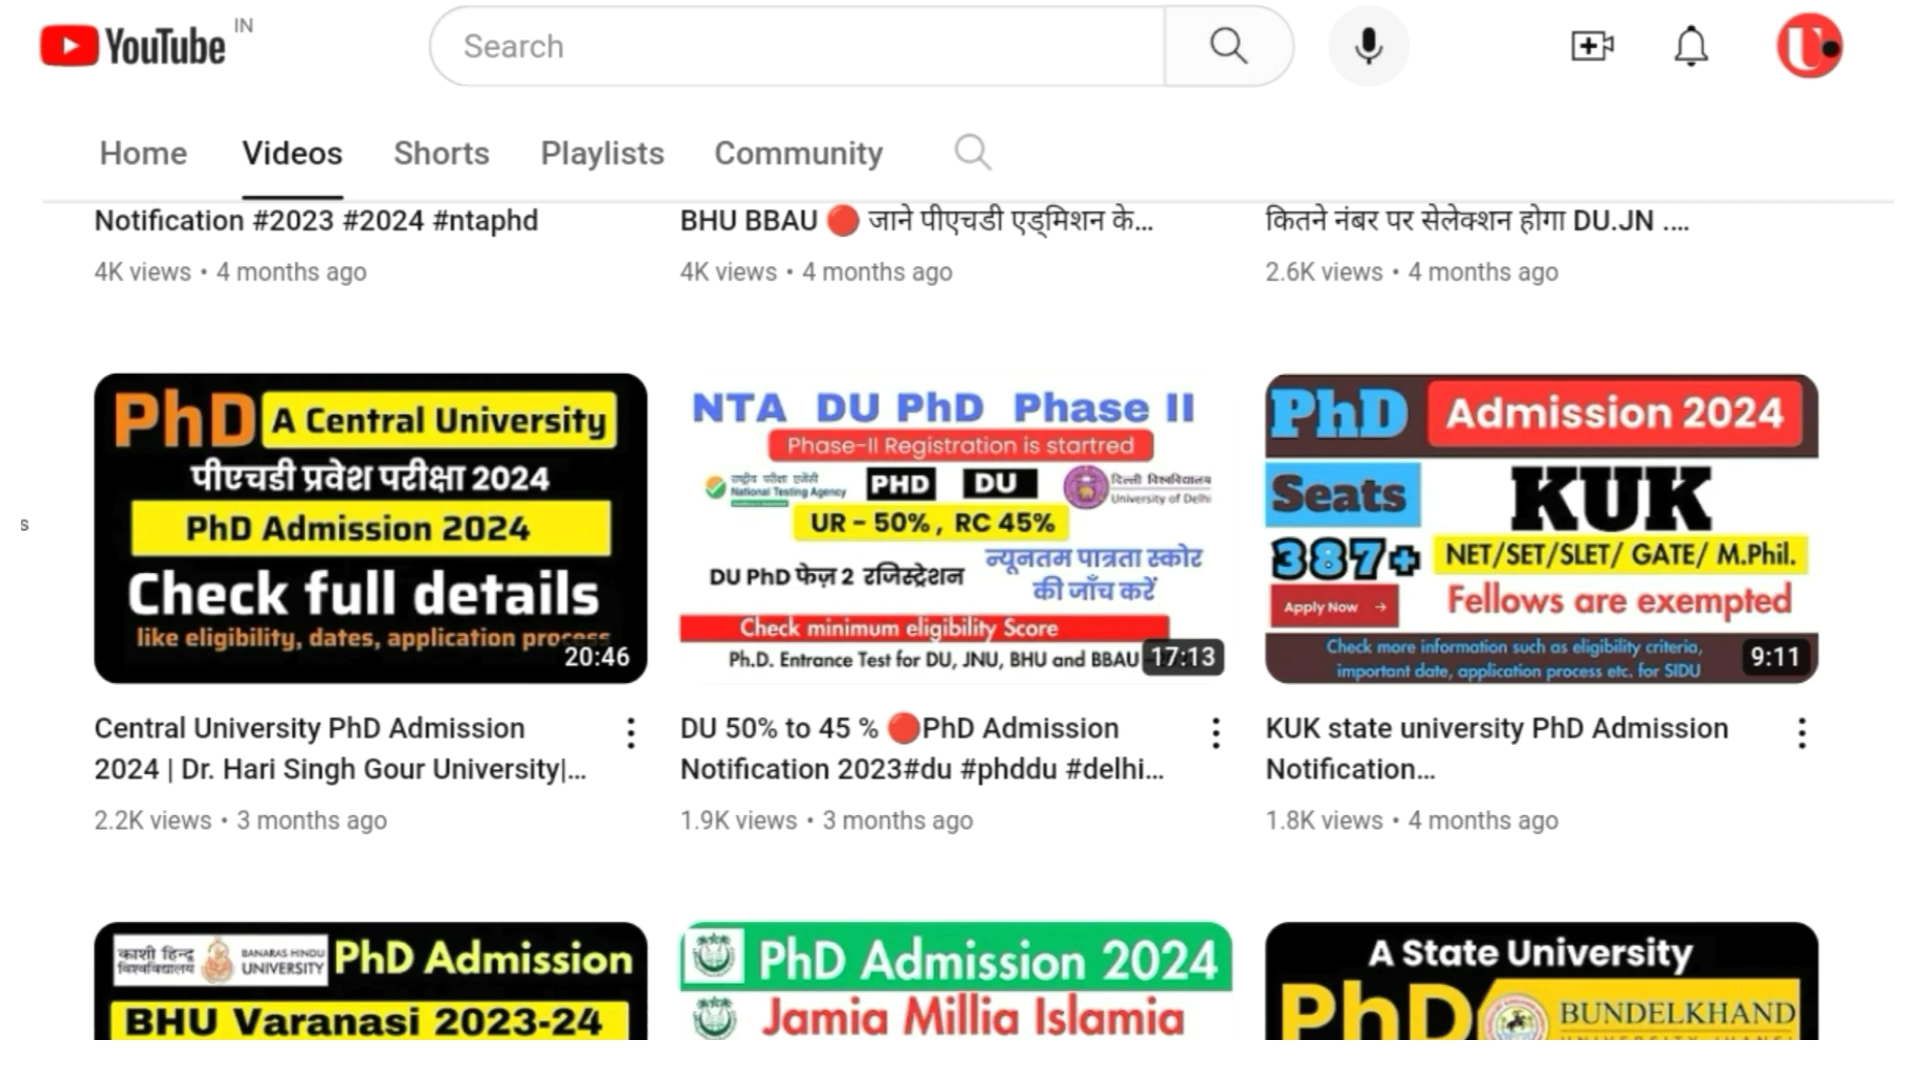 YouTube IN
Search
Home Videos Shorts Playlists Community
Notification #2023 #2024 #ntaphd
4K views • 4 months ago
BHU BBAU 🔴 जाने पीएचडी एड्मिशन के...
4K views • 4 months ago
कितने नंबर पर सेलेक्शन होगा DU.JN ....
2.6K views • 4 months ago
s
PhD A Central University
पीएचडी प्रवेश परीक्षा 2024
PhD Admission 2024
Check full details
like eligibility, dates, application process
20:46
Central University PhD Admission
2024 | Dr. Hari Singh Gour University|...
2.2K views • 3 months ago
NTA DU PhD Phase II
Phase-II Registration is startred
राष्ट्रीय परीक्षा एजेंसी
National Testing Agency
PHD DU
दिल्ली विश्वविद्यालय
University of Delhi
UR - 50%, RC 45%
DU PhD फेज़ 2 रजिस्ट्रेशन
न्यूनतम पात्रता स्कोर
की जाँच करें
Check minimum eligibility Score
Ph.D. Entrance Test for DU, JNU, BHU and BBAU
17:13
DU 50% to 45 % 🔴PhD Admission
Notification 2023#du #phddu #delhi...
1.9K views • 3 months ago
PhD Admission 2024
Seats
387+
Apply Now →
KUK
NET/SET/SLET/ GATE/ M.Phil.
Fellows are exempted
Check more information such as eligibility criteria,
important date, application process etc. for SIDU
9:11
KUK state university PhD Admission
Notification...
1.8K views • 4 months ago
काशी हिन्दू
विश्वविद्यालय
BANARAS HINDU
UNIVERSITY
PhD Admission
BHU Varanasi 2023-24
PhD Admission 2024
Jamia Millia Islamia
A State University
PhD
BUNDELKHAND